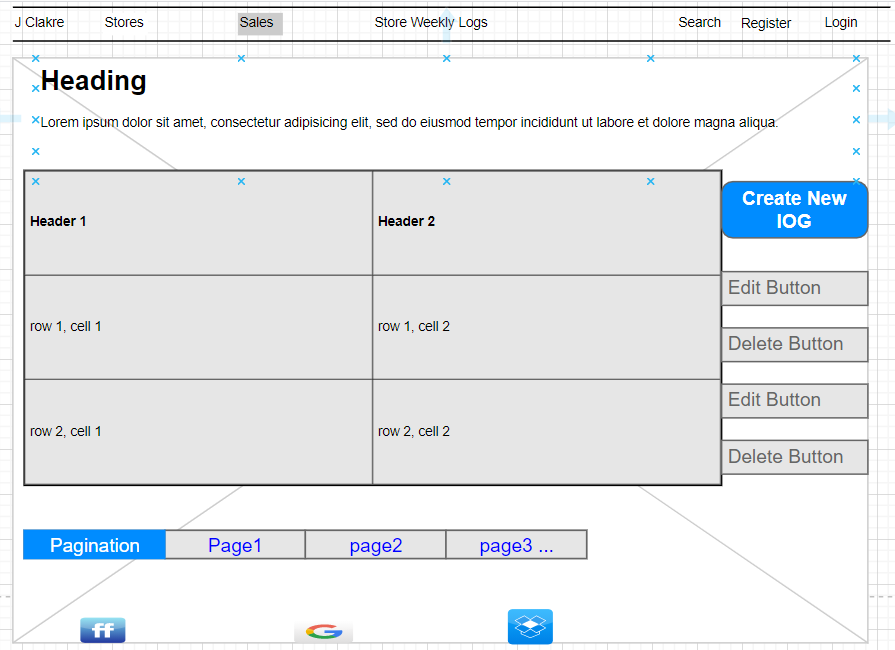 J Clakre Stores Sales Store Weekly Logs Search Register Login
Heading
Lorem ipsum dolor sit amet, consectetur adipisicing elit, sed do eiusmod tempor incididunt ut labore et dolore magna aliqua.
Header 1 Header 2
Create New
IOG
row 1, cell 1 row 1, cell 2
Edit Button
Delete Button
row 2, cell 1 row 2, cell 2
Edit Button
Delete Button
Pagination Page1 page2 page3 ...
ff G